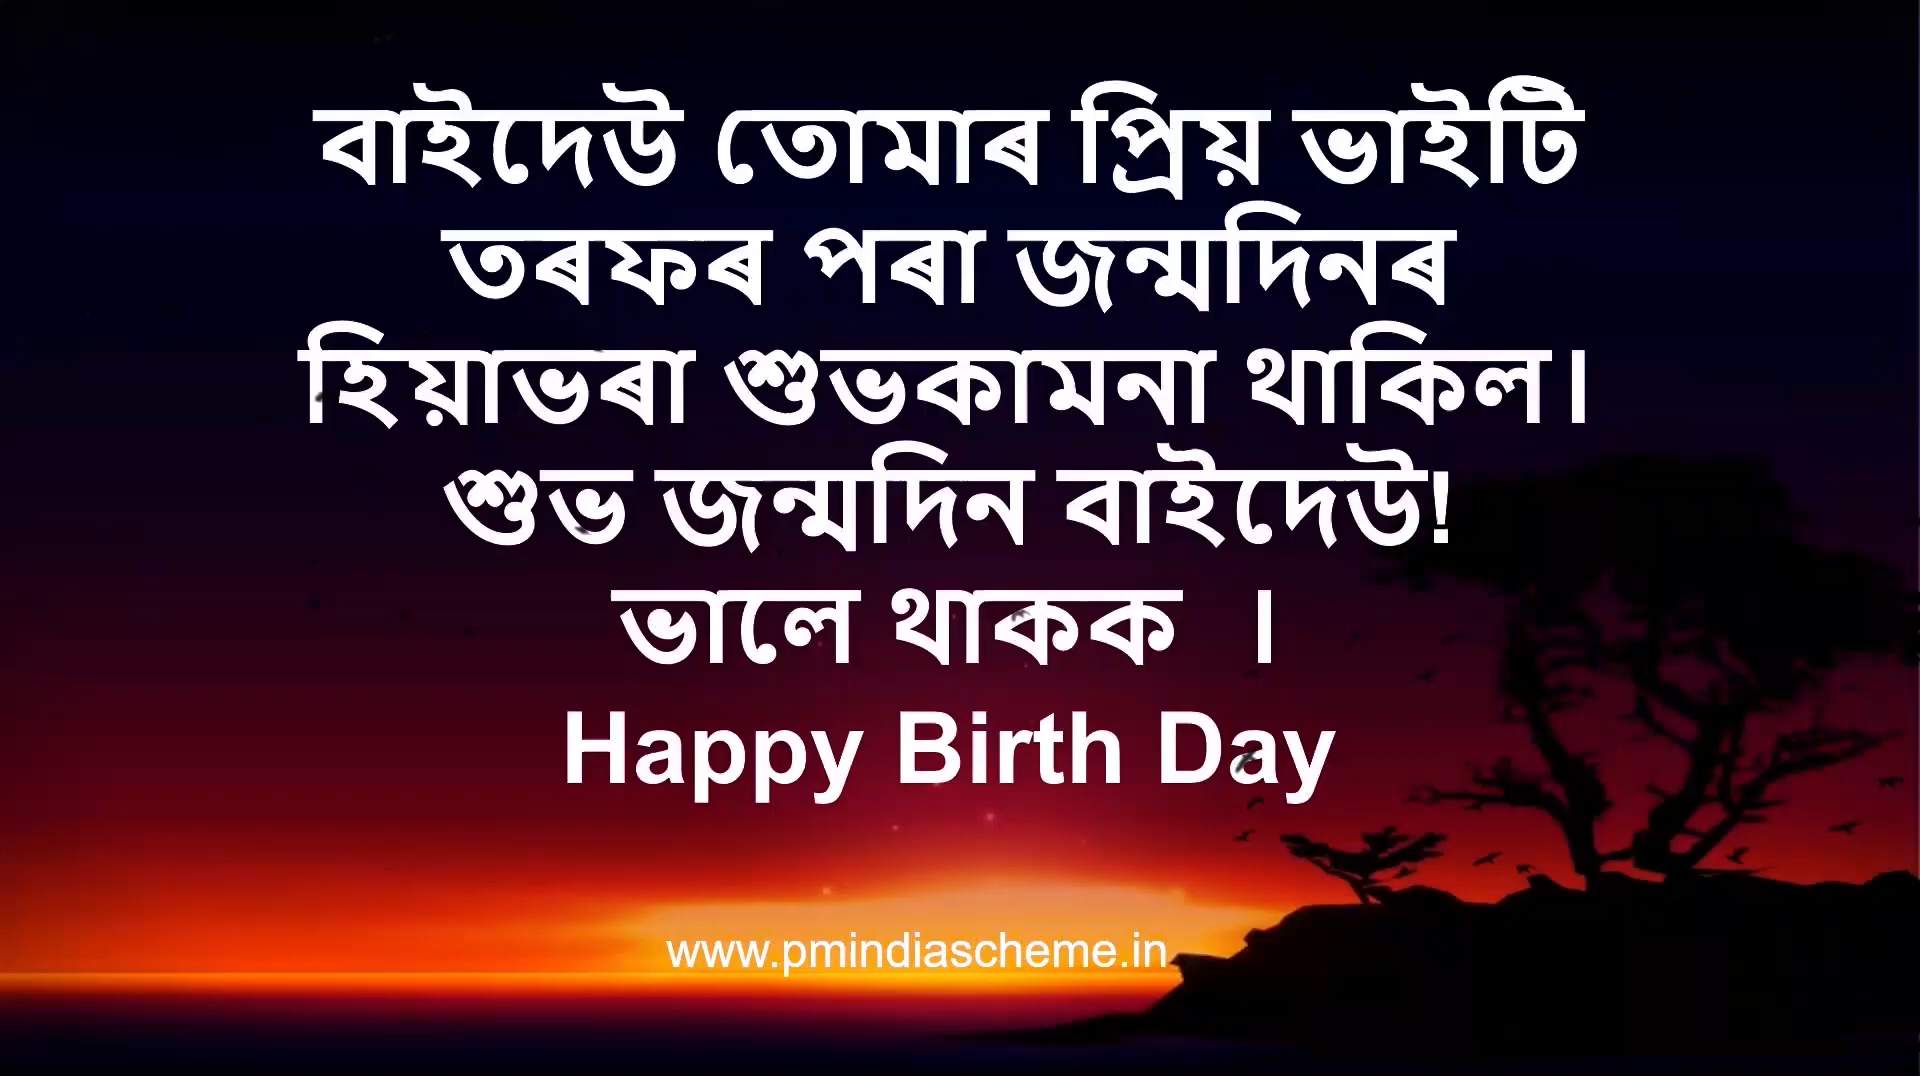 বাইদেউ তোমাৰ প্ৰিয় ভাইটি
তৰফৰ পৰা জন্মদিনৰ
হিয়াভৰা শুভকামনা থাকিল।
শুভ জন্মদিন বাইদেউ!
ভালে থাকক ।
Happy Birth Day
www.pmindiascheme.in